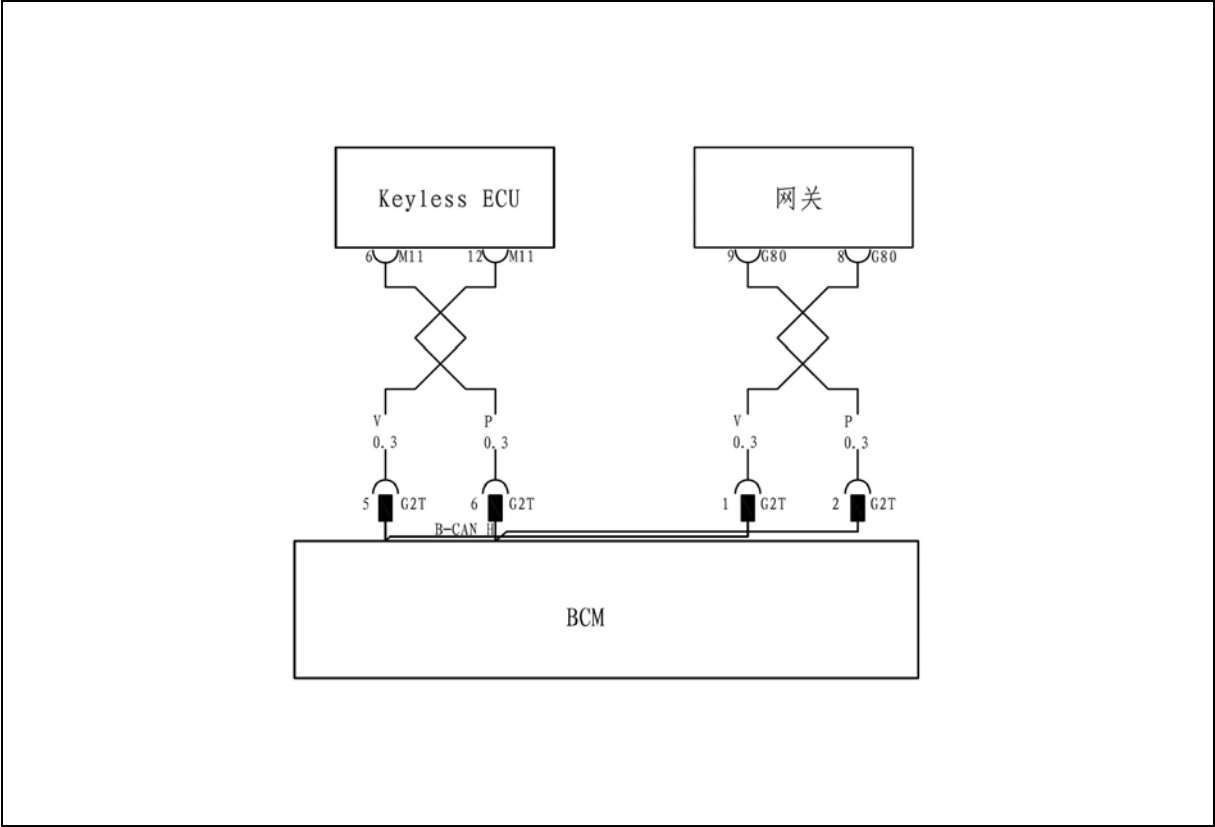 Keyless ECU
网关
6 M11 12 M11
9 G80 8 G80
V P V P
0.3 0.3 0.3 0.3
5 G2T 6 G2T 1 G2T 2 G2T
B-CAN H
BCM